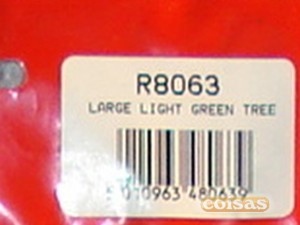 R8063
LARGE LIGHT GREEN TREE
5 010963 480639
coisas